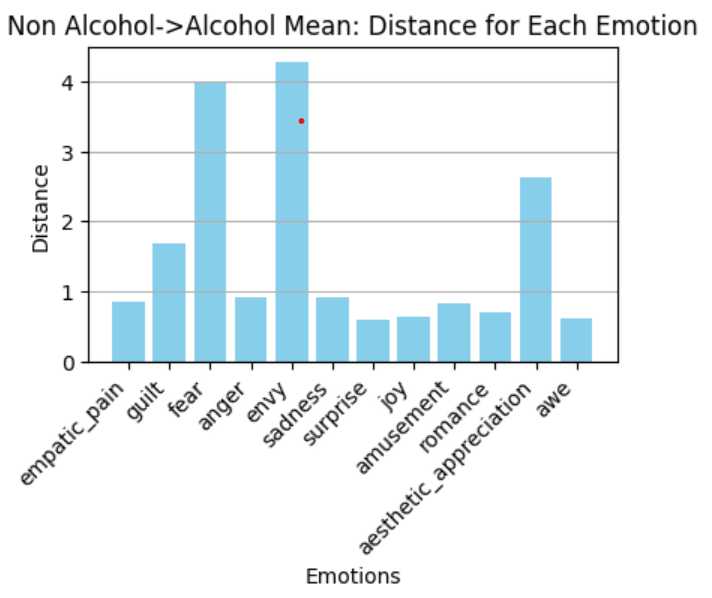 Non Alcohol->Alcohol Mean: Distance for Each Emotion
Distance
4
3
2
1
0
empatic_pain
guilt
fear
anger
envy
sadness
surprise
joy
amusement
romance
aesthetic_appreciation
awe
Emotions